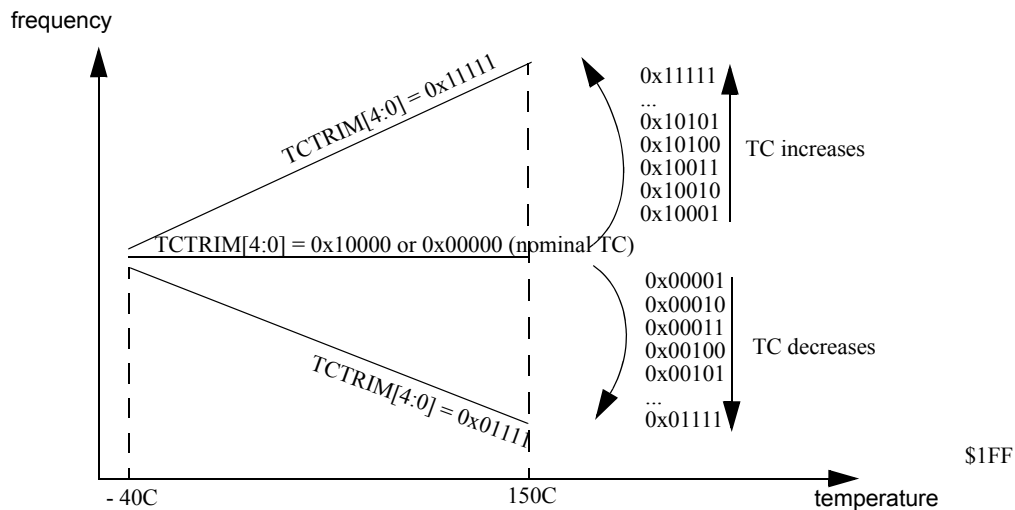 frequency
TCTRIM[4:0] = 0x11111
0x11111
...
0x10101
0x10100
0x10011
0x10010
0x10001
TC increases
TCTRIM[4:0] = 0x10000 or 0x00000 (nominal TC)
0x00001
0x00010
0x00011
0x00100
0x00101
...
0x01111
TC decreases
TCTRIM[4:0] = 0x01111
$1FF
- 40C
150C
temperature